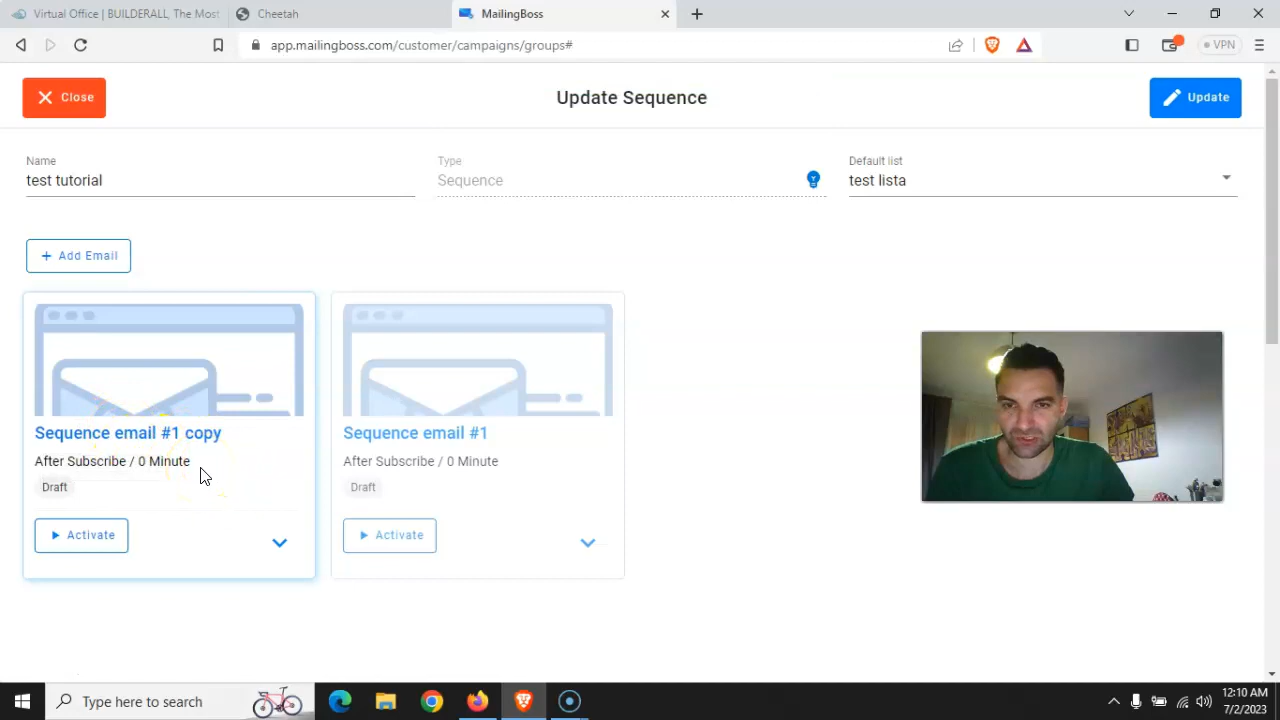 Virtual Office | BUILDERALL, The Most
Cheetah
MailingBoss
app.mailingboss.com/customer/campaigns/groups#
VPN
Close
Update Sequence
Update
Name
Type
Default list
test tutorial
Sequence
test lista
+ Add Email
Sequence email #1 copy
Sequence email #1
After Subscribe / 0 Minute
After Subscribe / 0 Minute
Draft
Draft
Activate
Activate
Type here to search
12:10 AM
7/2/2023